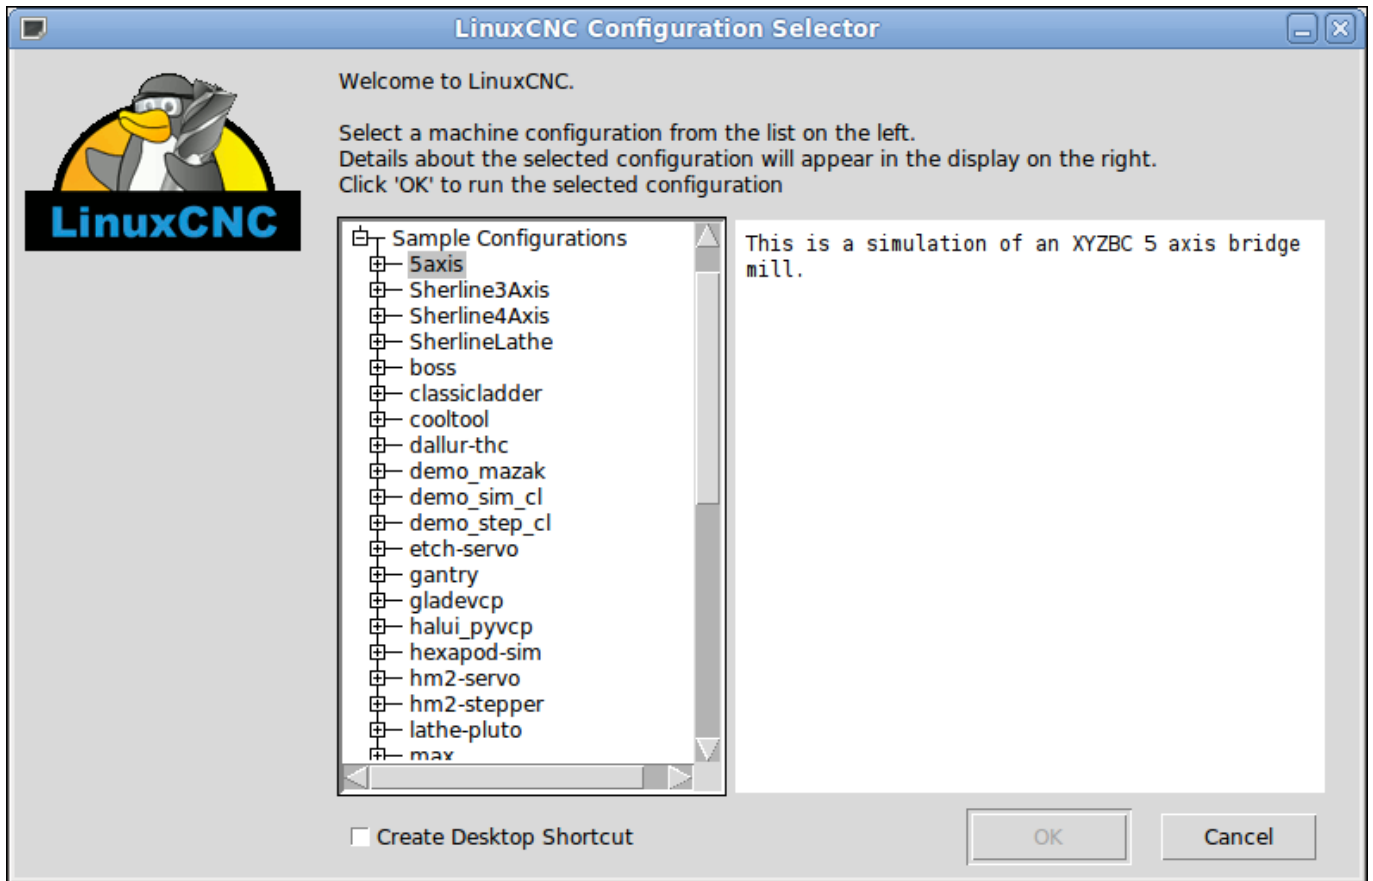 LinuxCNC Configuration Selector
LinuxCNC
Welcome to LinuxCNC.
Select a machine configuration from the list on the left.
Details about the selected configuration will appear in the display on the right.
Click 'OK' to run the selected configuration
Sample Configurations
5axis
Sherline3Axis
Sherline4Axis
SherlineLathe
boss
classicladder
cooltool
dallur-thc
demo_mazak
demo_sim_cl
demo_step_cl
etch-servo
gantry
gladevcp
halui_pyvcp
hexapod-sim
hm2-servo
hm2-stepper
lathe-pluto
max
This is a simulation of an XYZBC 5 axis bridge
mill.
Create Desktop Shortcut
OK
Cancel